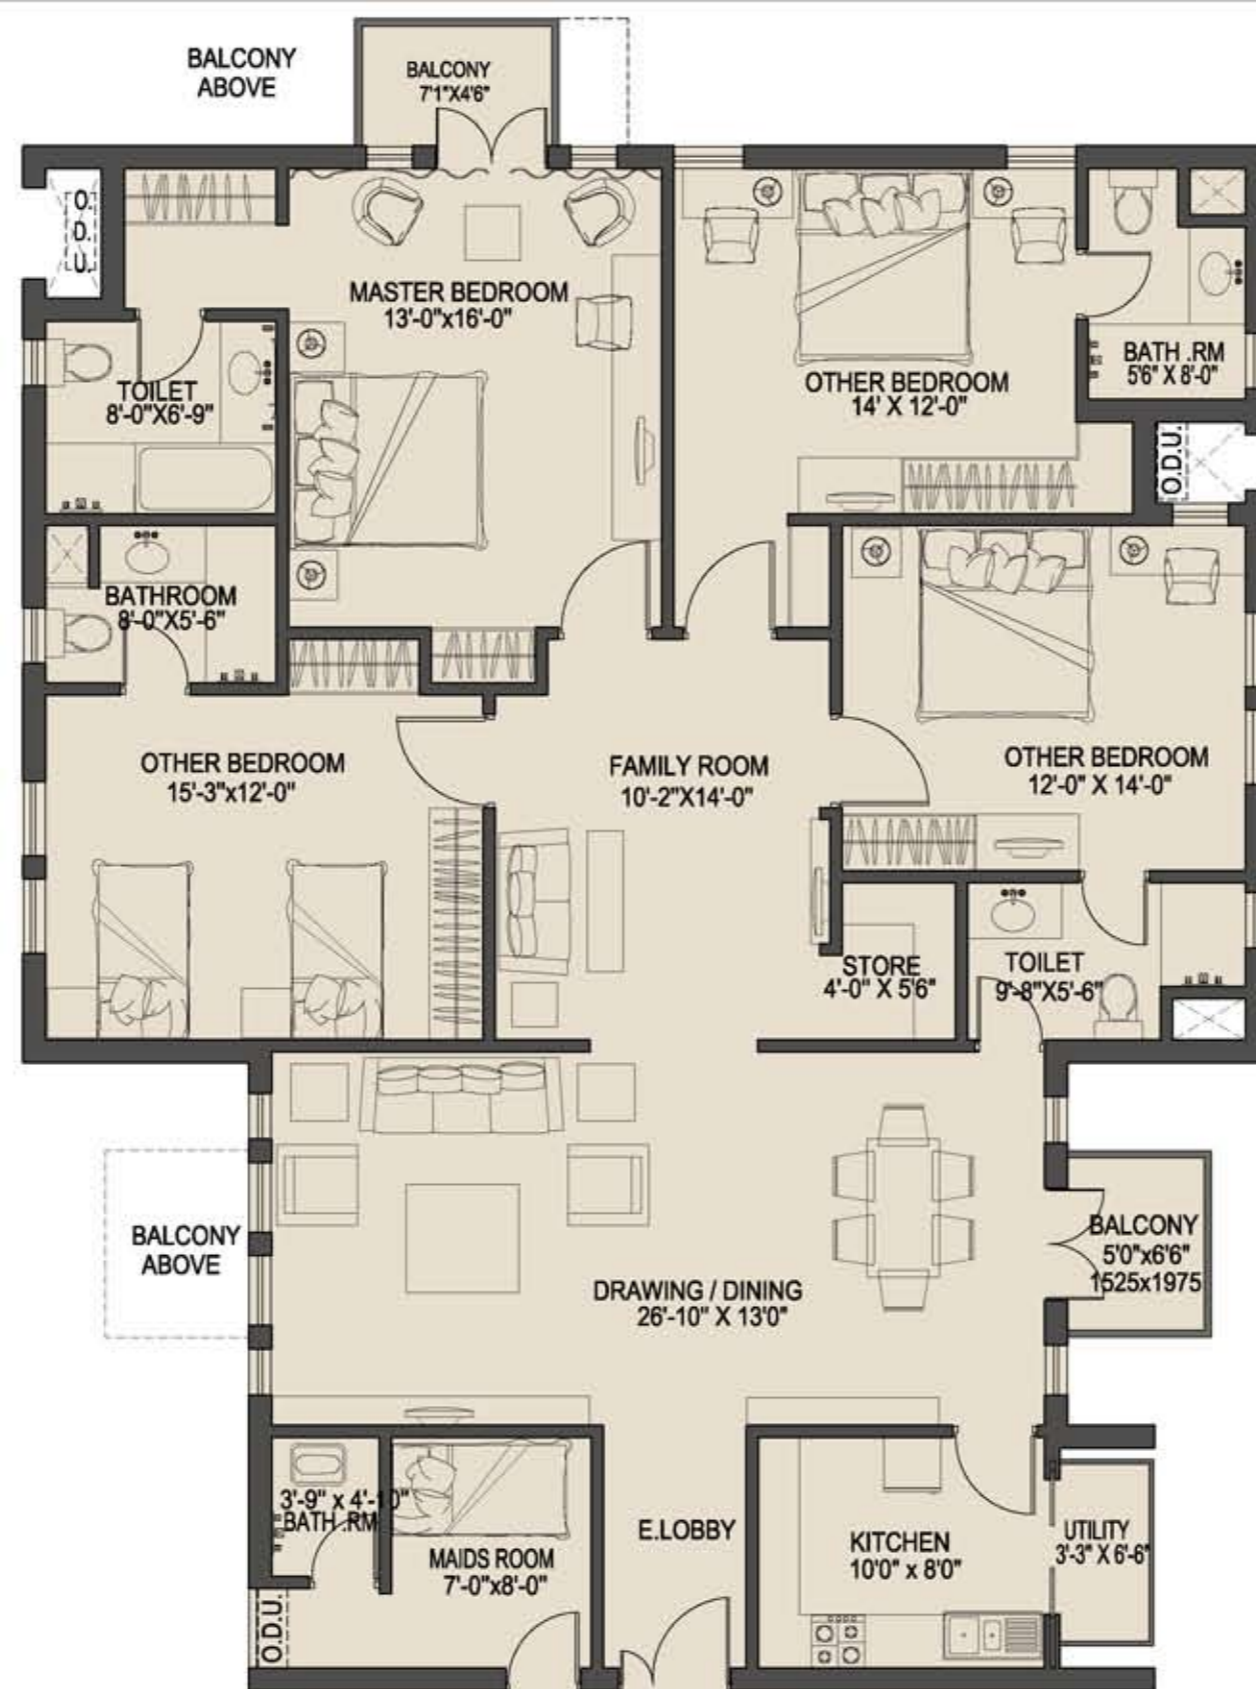 BALCONY
ABOVE
BALCONY
7'1"X4'6"
O.
D.
U.
MASTER BEDROOM
13'-0"x16'-0"
OTHER BEDROOM
14' X 12'-0"
BATH .RM
5'6" X 8'-0"
TOILET
8'-0"X6'-9"
O.D.U.
BATHROOM
8'-0"X5'-6"
OTHER BEDROOM
15'-3"x12'-0"
FAMILY ROOM
10'-2"X14'-0"
OTHER BEDROOM
12'-0" X 14'-0"
STORE
4'-0" X 5'6"
TOILET
9'-8"X5'-6"
BALCONY
ABOVE
BALCONY
5'0"x6'6"
1525x1975
DRAWING / DINING
26'-10" X 13'0"
3'-9" x 4'-10"
BATH .RM
MAIDS ROOM
7'-0"x8'-0"
E.LOBBY
KITCHEN
10'0" x 8'0"
UTILITY
3'-3" X 6'-6"
O.D.U.